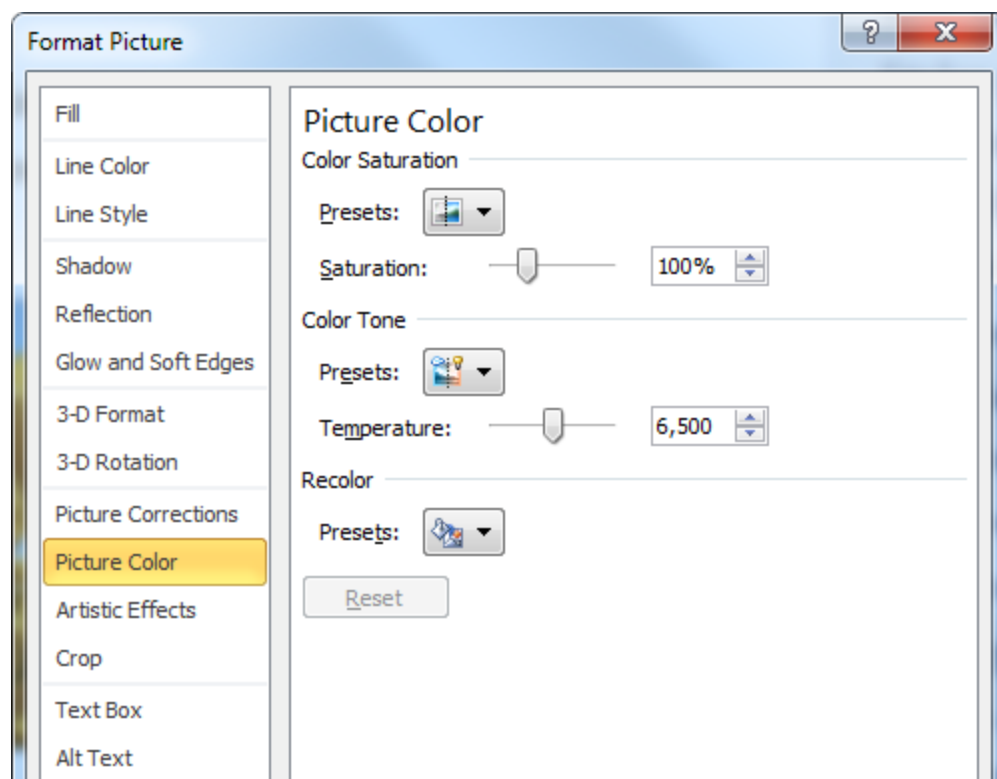 Format Picture
Fill
Line Color
Line Style
Shadow
Reflection
Glow and Soft Edges
3-D Format
3-D Rotation
Picture Corrections
Picture Color
Artistic Effects
Crop
Text Box
Alt Text
Picture Color
Color Saturation
Presets:
Saturation: 100%
Color Tone
Presets:
Temperature: 6,500
Recolor
Presets:
Reset